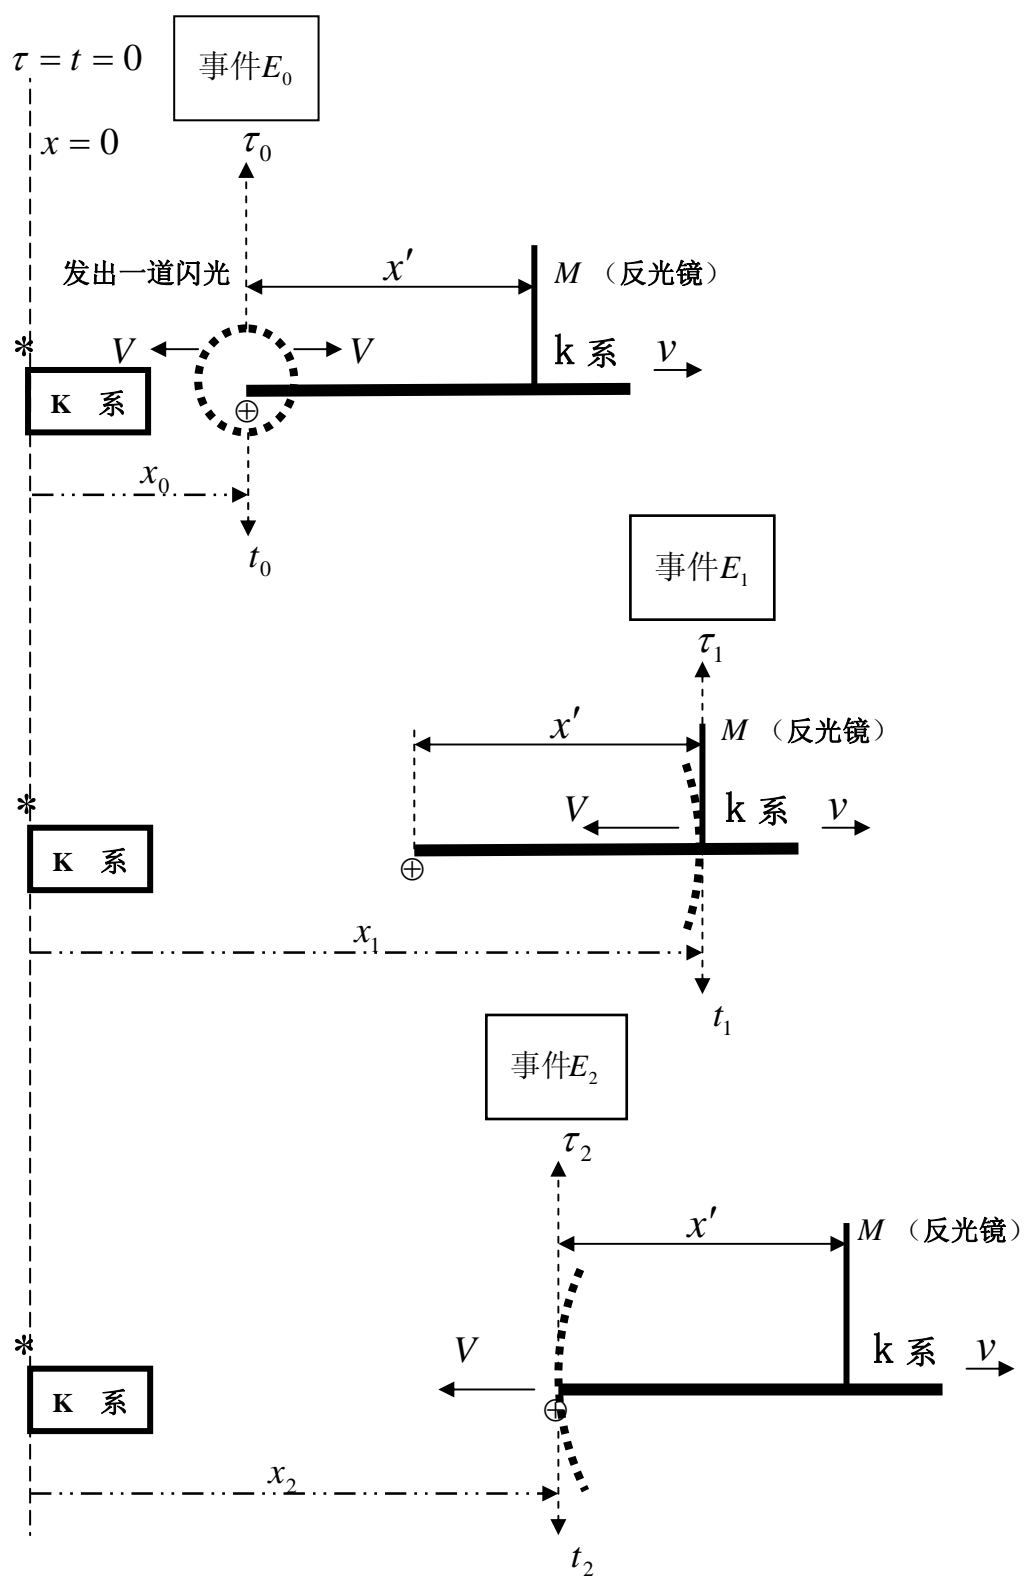 τ = t = 0
事件E₀
x = 0
τ₀
发出一道闪光
x′
M （反光镜）
V
V
k 系
v
*
K 系
x₀
t₀
事件E₁
τ₁
x′
M （反光镜）
V
k 系
v
*
K 系
x₁
t₁
事件E₂
τ₂
x′
M （反光镜）
V
k 系
v
*
K 系
x₂
t₂